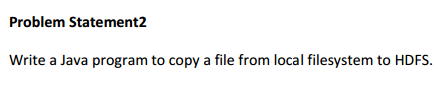 Problem Statement2
Write a Java program to copy a file from local filesystem to HDFS.